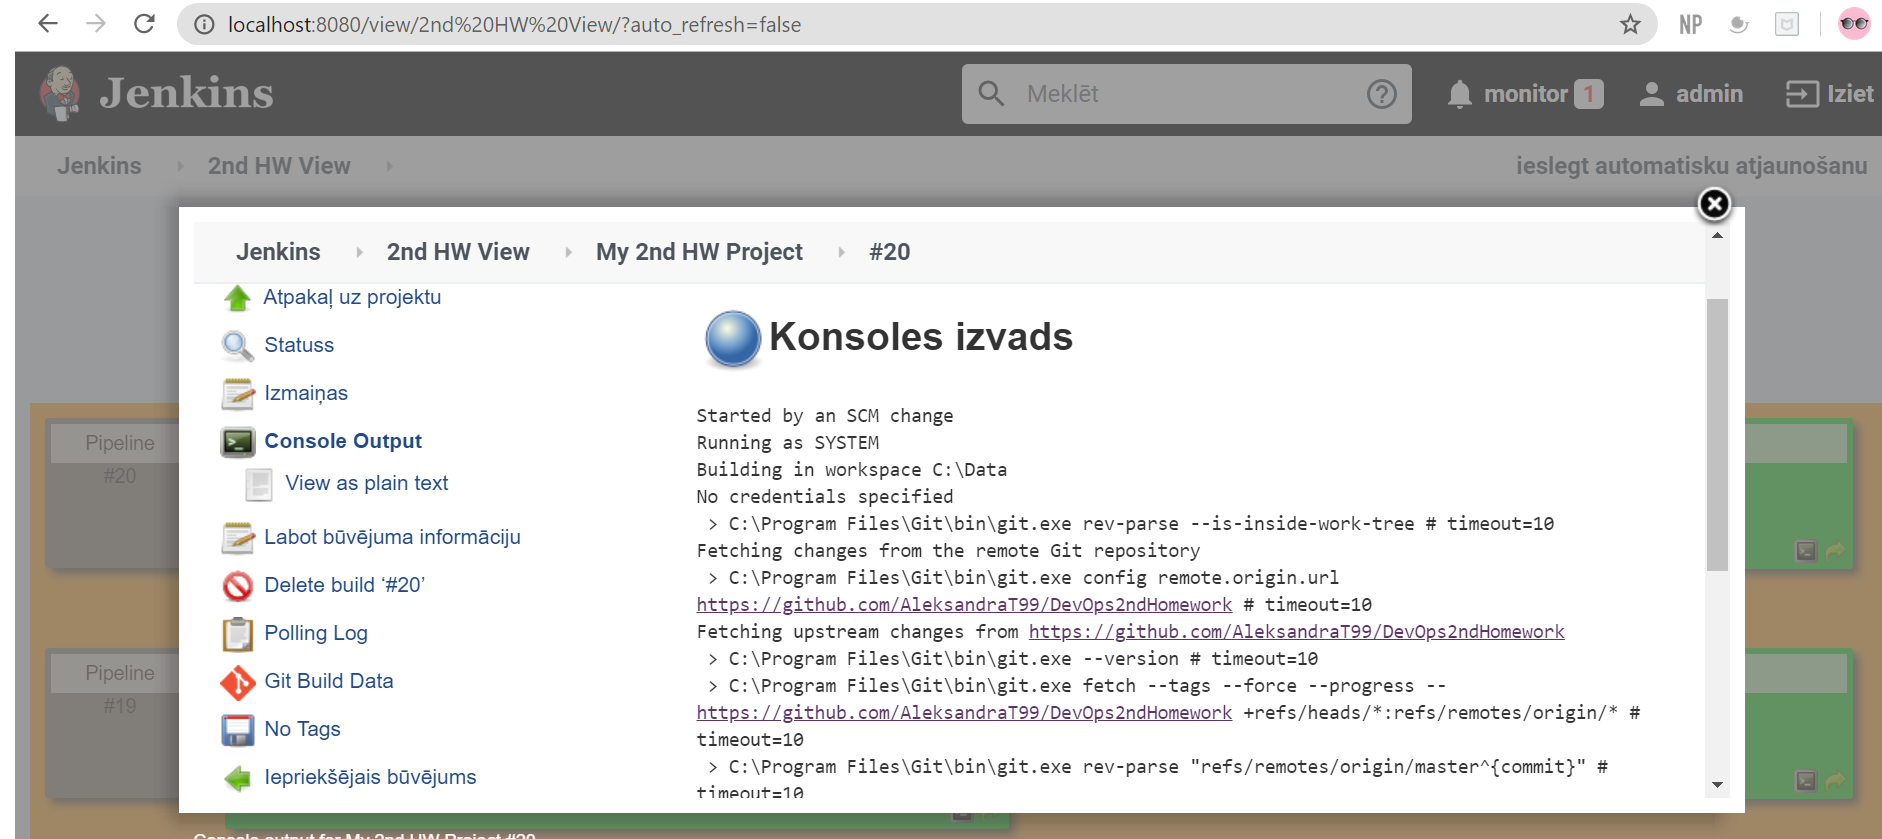 localhost:8080/view/2nd%20HW%20View/?auto_refresh=false
NP
Jenkins
Meklēt
monitor 1
admin
Iziet
Jenkins
2nd HW View
ieslegt automatisku atjaunošanu
Jenkins
2nd HW View
My 2nd HW Project
#20
Atpakaļ uz projektu
Statuss
Izmaiņas
Console Output
View as plain text
Labot būvējuma informāciju
Delete build ‘#20’
Polling Log
Git Build Data
No Tags
Iepriekšējais būvējums
Konsoles izvads
Started by an SCM change
Running as SYSTEM
Building in workspace C:\Data
No credentials specified
> C:\Program Files\Git\bin\git.exe rev-parse --is-inside-work-tree # timeout=10
Fetching changes from the remote Git repository
> C:\Program Files\Git\bin\git.exe config remote.origin.url
https://github.com/AleksandraT99/DevOps2ndHomework # timeout=10
Fetching upstream changes from https://github.com/AleksandraT99/DevOps2ndHomework
> C:\Program Files\Git\bin\git.exe --version # timeout=10
> C:\Program Files\Git\bin\git.exe fetch --tags --force --progress --
https://github.com/AleksandraT99/DevOps2ndHomework +refs/heads/*:refs/remotes/origin/* #
timeout=10
> C:\Program Files\Git\bin\git.exe rev-parse "refs/remotes/origin/master^{commit}" #
timeout=10
Pipeline
#20
Pipeline
#19
Console output for My 2nd HW Project #20